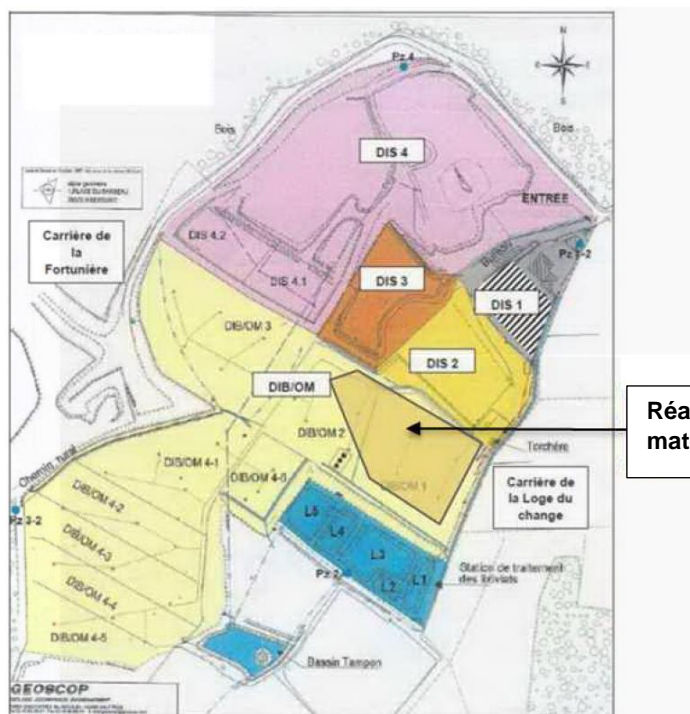 N
E
S
Pz 4
Bois
Bois
DIS 4
ENTREE
Carrière de
la
Fortunière
DIS 4.2
Bureau
Pz 1-2
DIS 4.1
DIS 3
DIS 1
DIB/OM 3
DIS 2
DIB/OM
Réa
mat
DIB/OM 2
Torchère
Chemin rural
DIB/OM 4-1
DIB/OM 4-6
DIB/OM 1
Carrière de
la Loge du
change
DIB/OM 4-2
Pz 3-2
L5
L4
DIB/OM 4-3
L3
Station de traitement
des lixiviats
Pz 2
L2
L1
DIB/OM 4-4
DIB/OM 4-5
Bassin Tampon
GEOSCOP